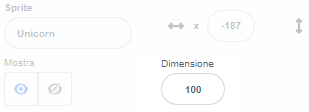 Sprite
Unicorn
x
-187
Mostra
Dimensione
100